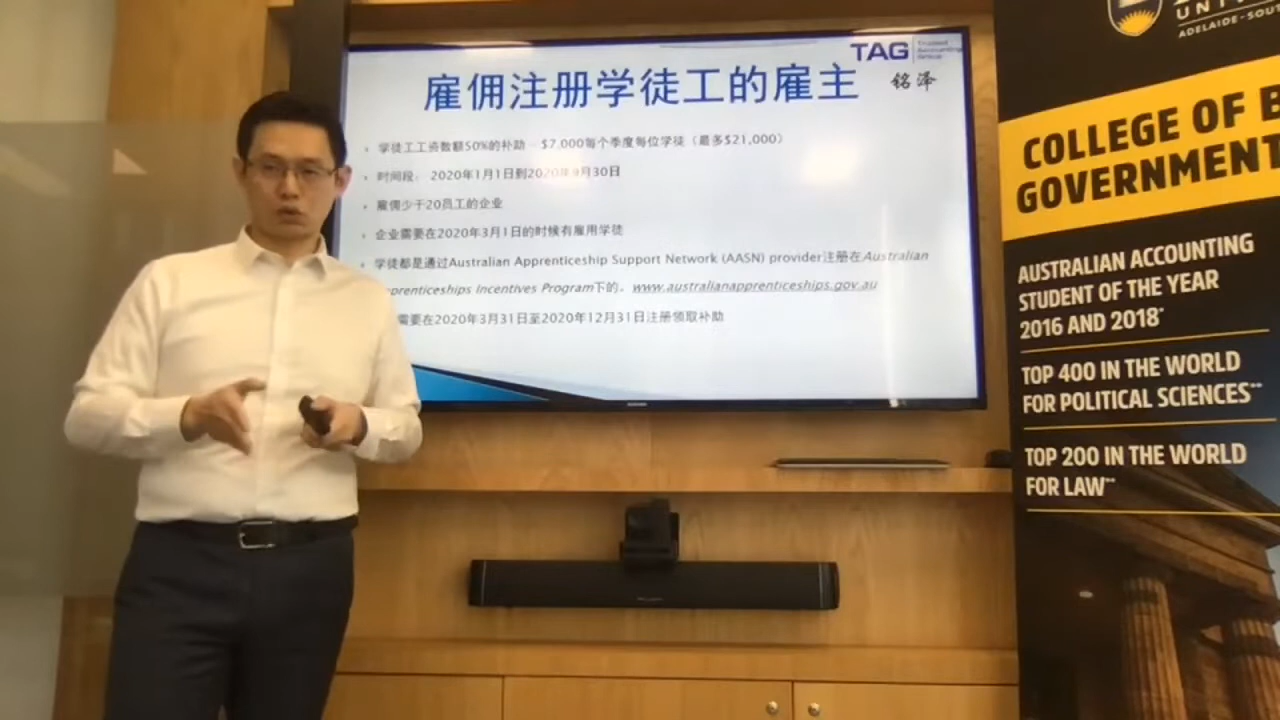 TAG
Trusted
Accounting
Group
铭泽
雇佣注册学徒工的雇主
学徒工工资数额50%的补助 – $7,000每个季度每位学徒（最多$21,000）
时间段： 2020年1月1日到2020年9月30日
雇佣少于20员工的企业
企业需要在2020年3月1日的时候有雇用学徒
学徒都是通过Australian Apprenticeship Support Network (AASN) provider注册在Australian
prenticeships Incentives Program下的。www.australianapprenticeships.gov.au
需要在2020年3月31日至2020年12月31日注册领取补助
ADELAIDE - SOUT
COLLEGE OF B
GOVERNMENT
AUSTRALIAN ACCOUNTING
STUDENT OF THE YEAR
2016 AND 2018*
TOP 400 IN THE WORLD
FOR POLITICAL SCIENCES**
TOP 200 IN THE WORLD
FOR LAW**